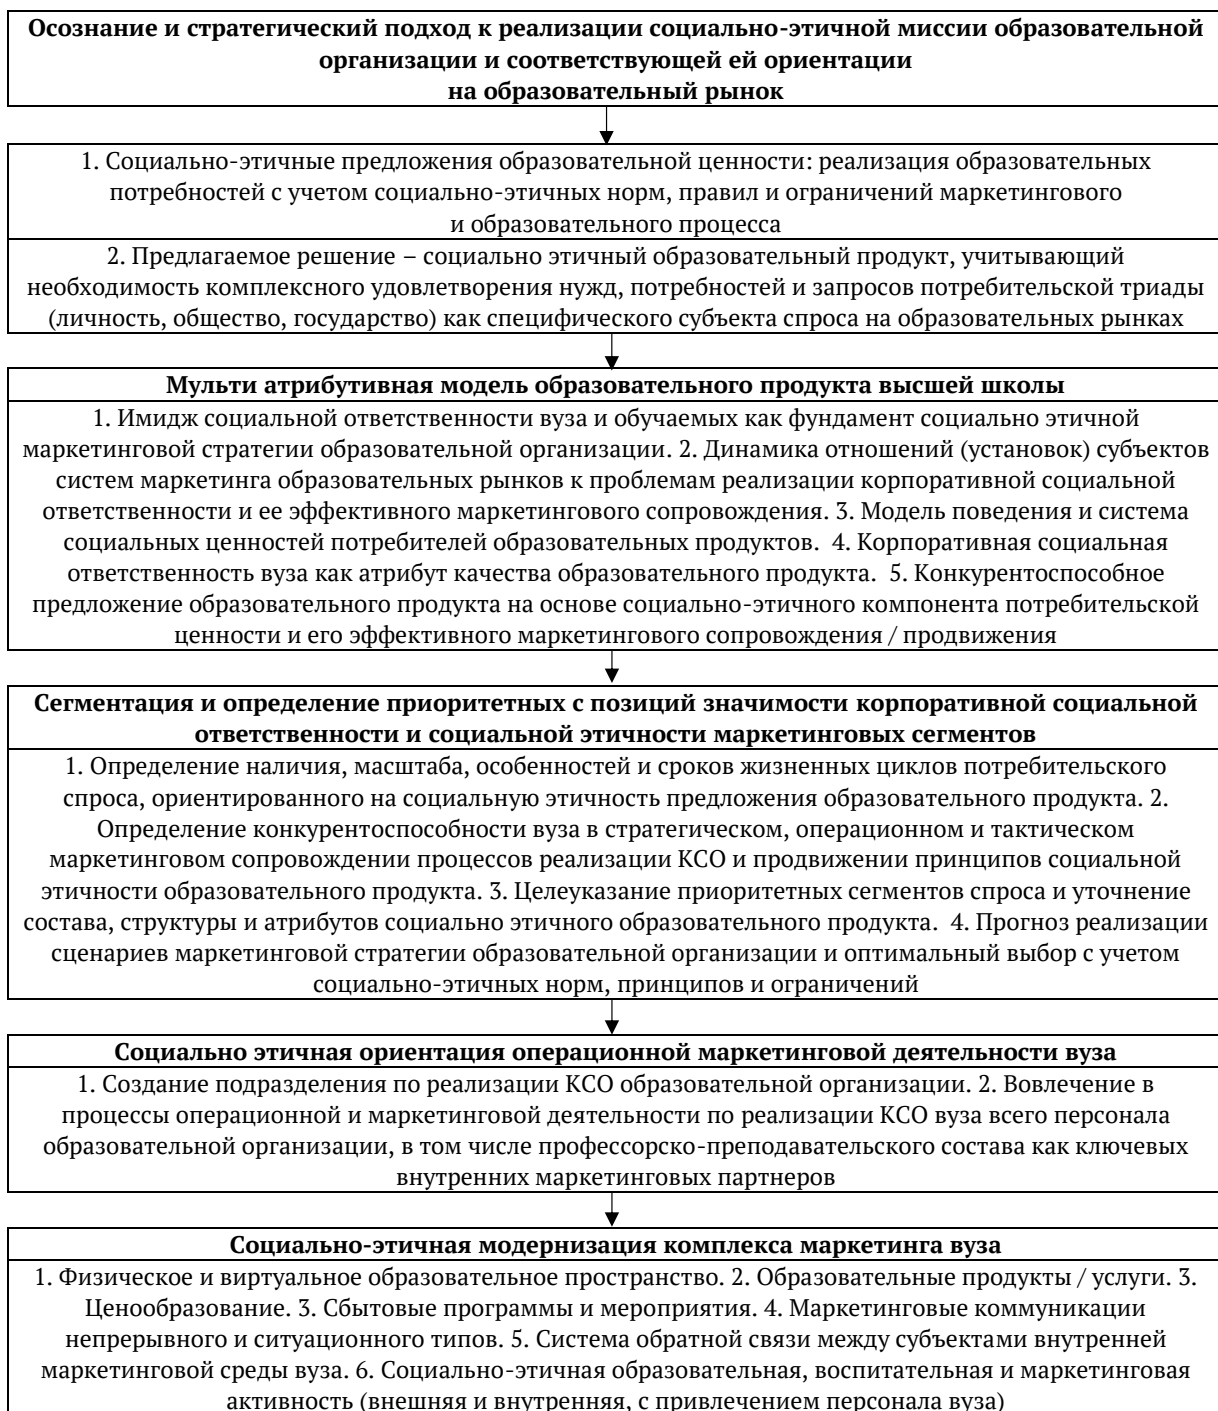 Осознание и стратегический подход к реализации социально-этичной миссии образовательной
организации и соответствующей ей ориентации
на образовательный рынок
1. Социально-этичные предложения образовательной ценности: реализация образовательных
потребностей с учетом социально-этичных норм, правил и ограничений маркетингового
и образовательного процесса
2. Предлагаемое решение – социально этичный образовательный продукт, учитывающий
необходимость комплексного удовлетворения нужд, потребностей и запросов потребительской триады
(личность, общество, государство) как специфического субъекта спроса на образовательных рынках
Мульти атрибутивная модель образовательного продукта высшей школы
1. Имидж социальной ответственности вуза и обучаемых как фундамент социально этичной
маркетинговой стратегии образовательной организации. 2. Динамика отношений (установок) субъектов
систем маркетинга образовательных рынков к проблемам реализации корпоративной социальной
ответственности и ее эффективного маркетингового сопровождения. 3. Модель поведения и система
социальных ценностей потребителей образовательных продуктов. 4. Корпоративная социальная
ответственность вуза как атрибут качества образовательного продукта. 5. Конкурентоспособное
предложение образовательного продукта на основе социально-этичного компонента потребительской
ценности и его эффективного маркетингового сопровождения / продвижения
Сегментация и определение приоритетных с позиций значимости корпоративной социальной
ответственности и социальной этичности маркетинговых сегментов
1. Определение наличия, масштаба, особенностей и сроков жизненных циклов потребительского
спроса, ориентированного на социальную этичность предложения образовательного продукта. 2.
Определение конкурентоспособности вуза в стратегическом, операционном и тактическом
маркетинговом сопровождении процессов реализации КСО и продвижении принципов социальной
этичности образовательного продукта. 3. Целеуказание приоритетных сегментов спроса и уточнение
состава, структуры и атрибутов социально этичного образовательного продукта. 4. Прогноз реализации
сценариев маркетинговой стратегии образовательной организации и оптимальный выбор с учетом
социально-этичных норм, принципов и ограничений
Социально этичная ориентация операционной маркетинговой деятельности вуза
1. Создание подразделения по реализации КСО образовательной организации. 2. Вовлечение в
процессы операционной и маркетинговой деятельности по реализации КСО вуза всего персонала
образовательной организации, в том числе профессорско-преподавательского состава как ключевых
внутренних маркетинговых партнеров
Социально-этичная модернизация комплекса маркетинга вуза
1. Физическое и виртуальное образовательное пространство. 2. Образовательные продукты / услуги. 3.
Ценообразование. 3. Сбытовые программы и мероприятия. 4. Маркетинговые коммуникации
непрерывного и ситуационного типов. 5. Система обратной связи между субъектами внутренней
маркетинговой среды вуза. 6. Социально-этичная образовательная, воспитательная и маркетинговая
активность (внешняя и внутренняя, с привлечением персонала вуза)